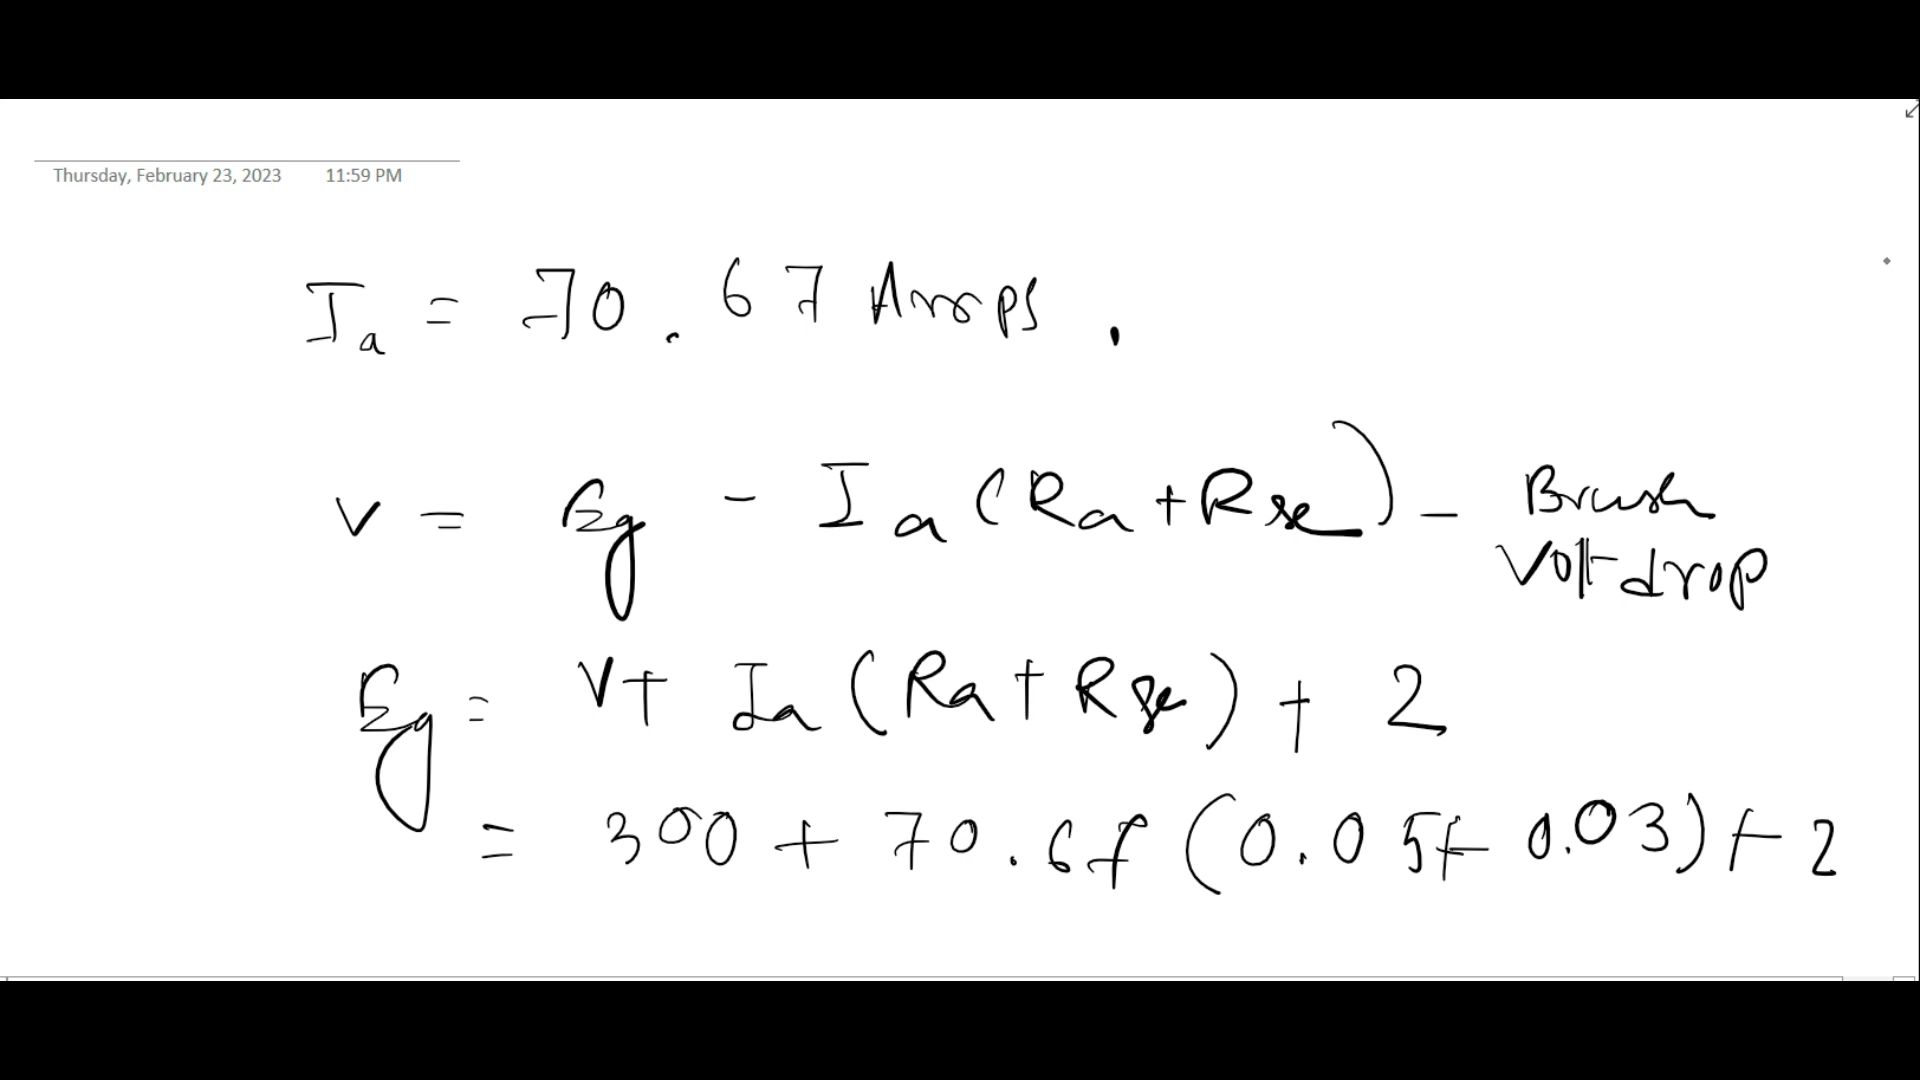 Thursday, February 23, 2023 11:59 PM
Ia = 70.67 Amps.
V = Eg - Ia (Ra + Rse) - Brush
Volt drop
Eg = V + Ia (Ra + Rse) + 2
= 300 + 70.67 (0.05 + 0.03) + 2